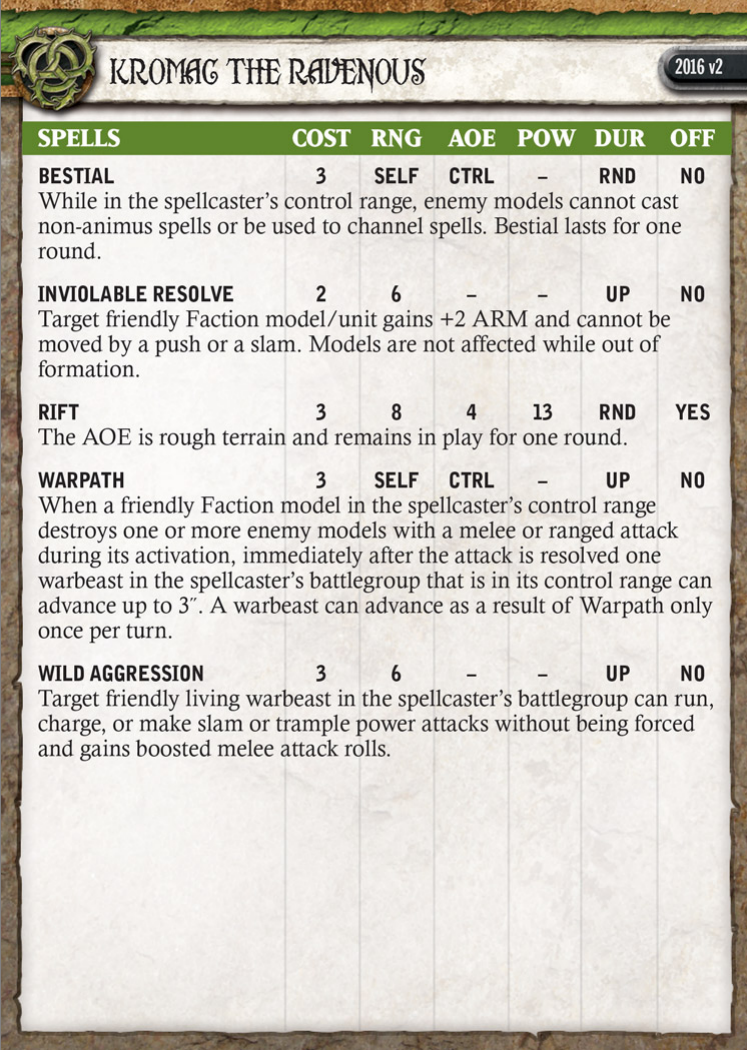 KROMAC THE RAVENOUS
2016 v2
SPELLS COST RNG AOE POW DUR OFF
BESTIAL 3 SELF CTRL – RND NO
While in the spellcaster's control range, enemy models cannot cast
non-animus spells or be used to channel spells. Bestial lasts for one
round.
INVIOLABLE RESOLVE 2 6 – – UP NO
Target friendly Faction model/unit gains +2 ARM and cannot be
moved by a push or a slam. Models are not affected while out of
formation.
RIFT 3 8 4 13 RND YES
The AOE is rough terrain and remains in play for one round.
WARPATH 3 SELF CTRL – UP NO
When a friendly Faction model in the spellcaster's control range
destroys one or more enemy models with a melee or ranged attack
during its activation, immediately after the attack is resolved one
warbeast in the spellcaster's battlegroup that is in its control range can
advance up to 3˝. A warbeast can advance as a result of Warpath only
once per turn.
WILD AGGRESSION 3 6 – – UP NO
Target friendly living warbeast in the spellcaster's battlegroup can run,
charge, or make slam or trample power attacks without being forced
and gains boosted melee attack rolls.